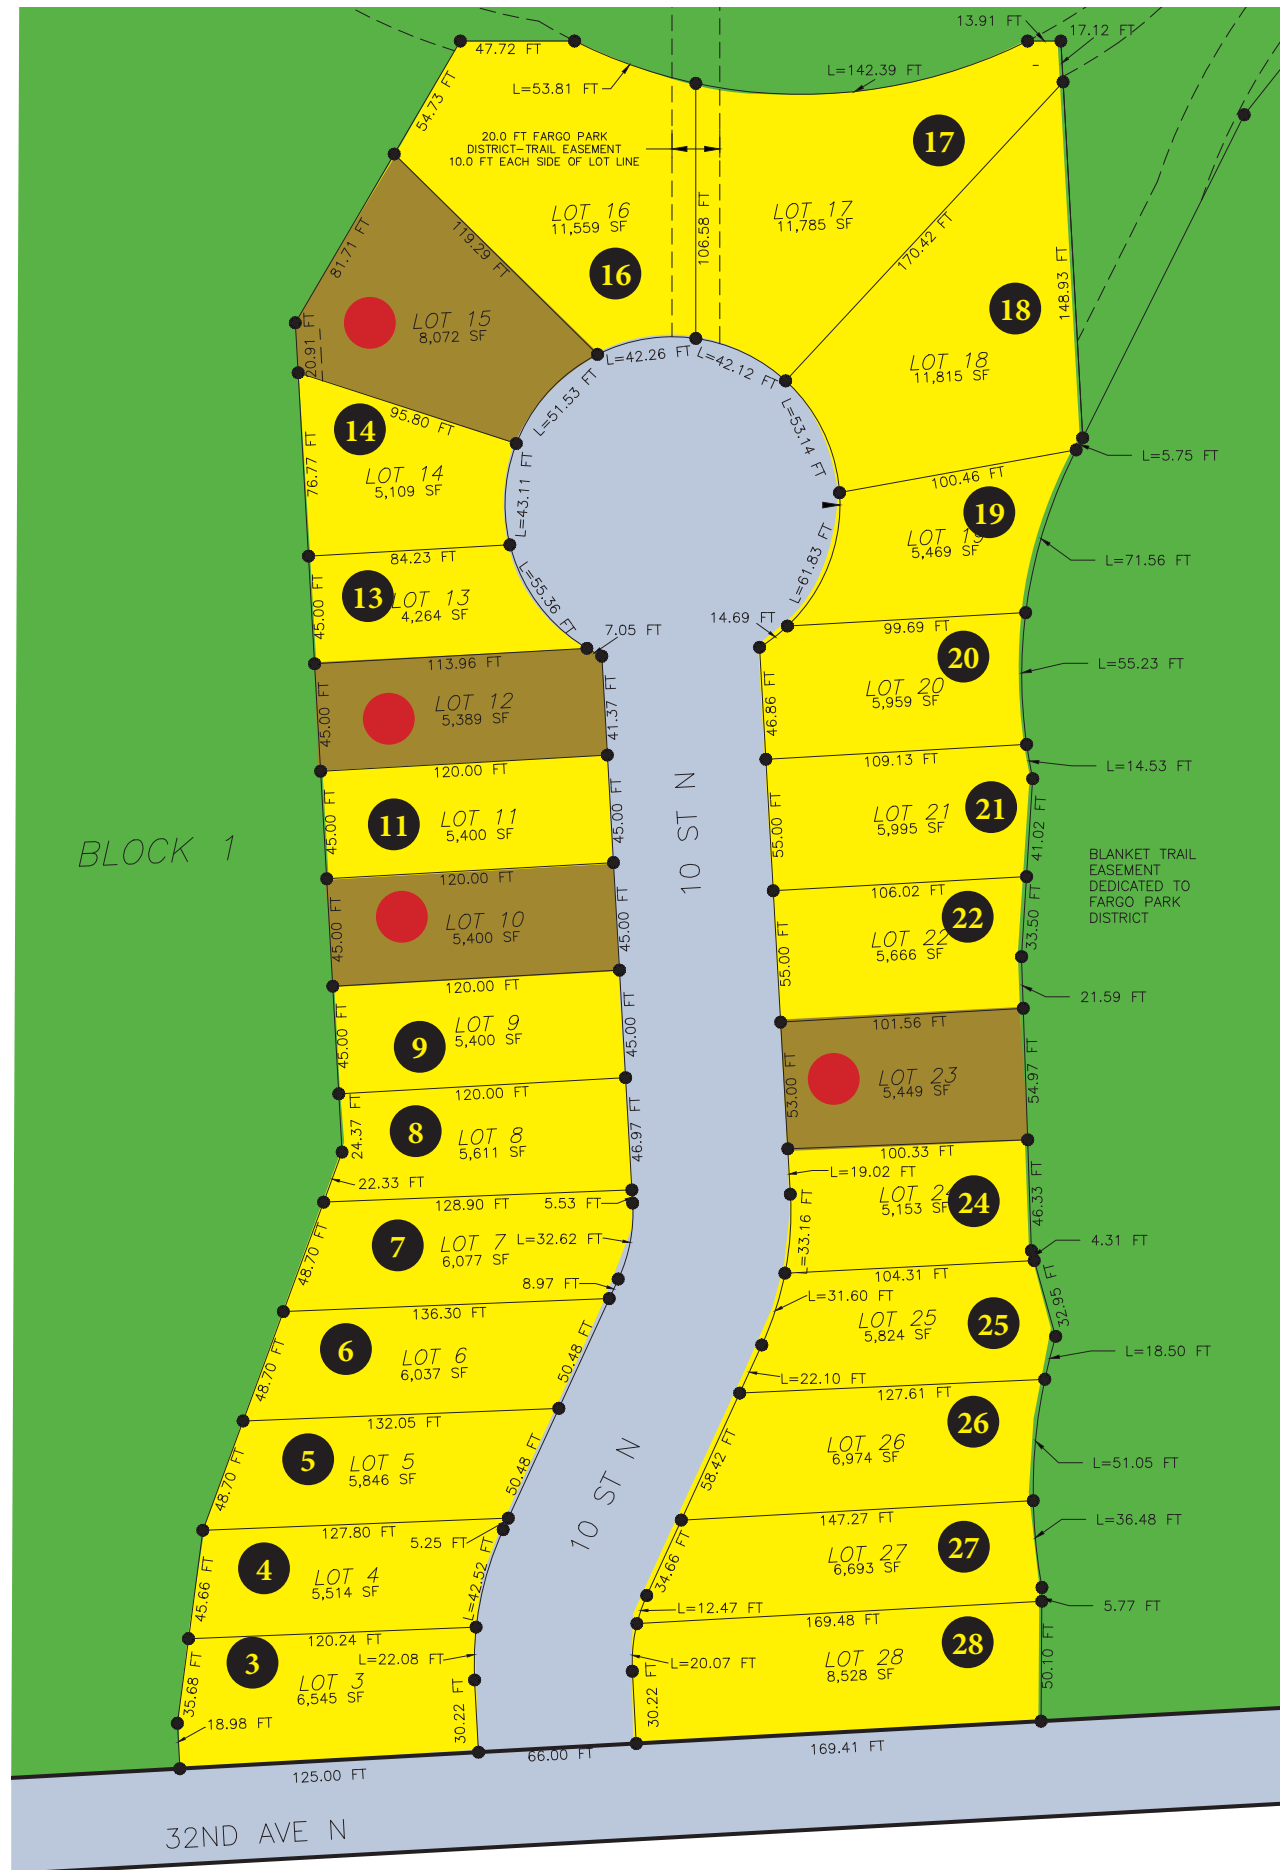 13.91 FT
17.12 FT
47.72 FT
L=53.81 FT
L=142.39 FT
54.73 FT
20.0 FT FARGO PARK
DISTRICT-TRAIL EASEMENT
10.0 FT EACH SIDE OF LOT LINE
17
LOT 16
11,559 SF
LOT 17
11,785 SF
106.58 FT
119.29 FT
170.42 FT
81.71 FT
16
18
148.93 FT
LOT 15
8,072 SF
20.91 FT
L=42.26 FT
L=42.12 FT
LOT 18
11,815 SF
L=51.53 FT
L=53.14 FT
95.80 FT
14
76.77 FT
LOT 14
5,109 SF
L=43.11 FT
L=5.75 FT
100.46 FT
19
LOT 19
5,469 SF
84.23 FT
L=61.83 FT
L=71.56 FT
L=55.36 FT
13
LOT 13
4,264 SF
45.00 FT
14.69 FT
99.69 FT
7.05 FT
113.96 FT
20
L=55.23 FT
LOT 20
5,959 SF
46.86 FT
LOT 12
5,389 SF
45.00 FT
41.37 FT
109.13 FT
L=14.53 FT
120.00 FT
11
LOT 11
5,400 SF
45.00 FT
45.00 FT
10 ST N
55.00 FT
LOT 21
5,995 SF
21
41.02 FT
BLOCK 1
BLANKET TRAIL
EASEMENT
DEDICATED TO
FARGO PARK
DISTRICT
120.00 FT
106.02 FT
LOT 10
5,400 SF
45.00 FT
45.00 FT
22
LOT 22
5,666 SF
55.00 FT
33.50 FT
120.00 FT
21.59 FT
101.56 FT
9
LOT 9
5,400 SF
45.00 FT
45.00 FT
LOT 23
5,449 SF
53.00 FT
54.97 FT
120.00 FT
8
LOT 8
5,611 SF
24.37 FT
46.97 FT
100.33 FT
22.33 FT
L=19.02 FT
128.90 FT
5.53 FT
LOT 24
5,153 SF
24
46.33 FT
L=33.16 FT
7
LOT 7
6,077 SF
L=32.62 FT
48.70 FT
4.31 FT
8.97 FT
104.31 FT
136.30 FT
L=31.60 FT
32.95 FT
LOT 25
5,824 SF
25
6
LOT 6
6,037 SF
48.70 FT
50.48 FT
L=18.50 FT
L=22.10 FT
127.61 FT
132.05 FT
26
LOT 26
6,974 SF
58.42 FT
5
LOT 5
5,846 SF
48.70 FT
50.48 FT
L=51.05 FT
10 ST N
147.27 FT
L=36.48 FT
127.80 FT
5.25 FT
27
LOT 27
6,693 SF
34.66 FT
4
LOT 4
5,514 SF
45.66 FT
L=42.52 FT
L=12.47 FT
5.77 FT
169.48 FT
120.24 FT
28
LOT 28
8,528 SF
L=20.07 FT
L=22.08 FT
3
LOT 3
6,545 SF
35.68 FT
50.10 FT
18.98 FT
30.22 FT
30.22 FT
169.41 FT
66.00 FT
125.00 FT
32ND AVE N